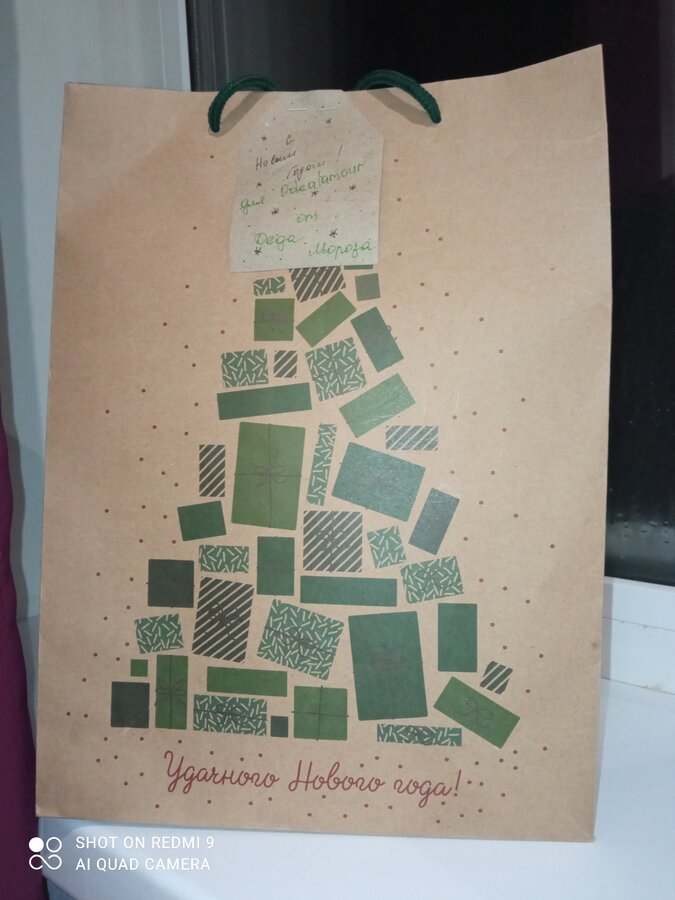 С
Новым
Годом!
для Odealamour
от
Деда
Мороза
Удачного Нового года!
SHOT ON REDMI 9
AI QUAD CAMERA